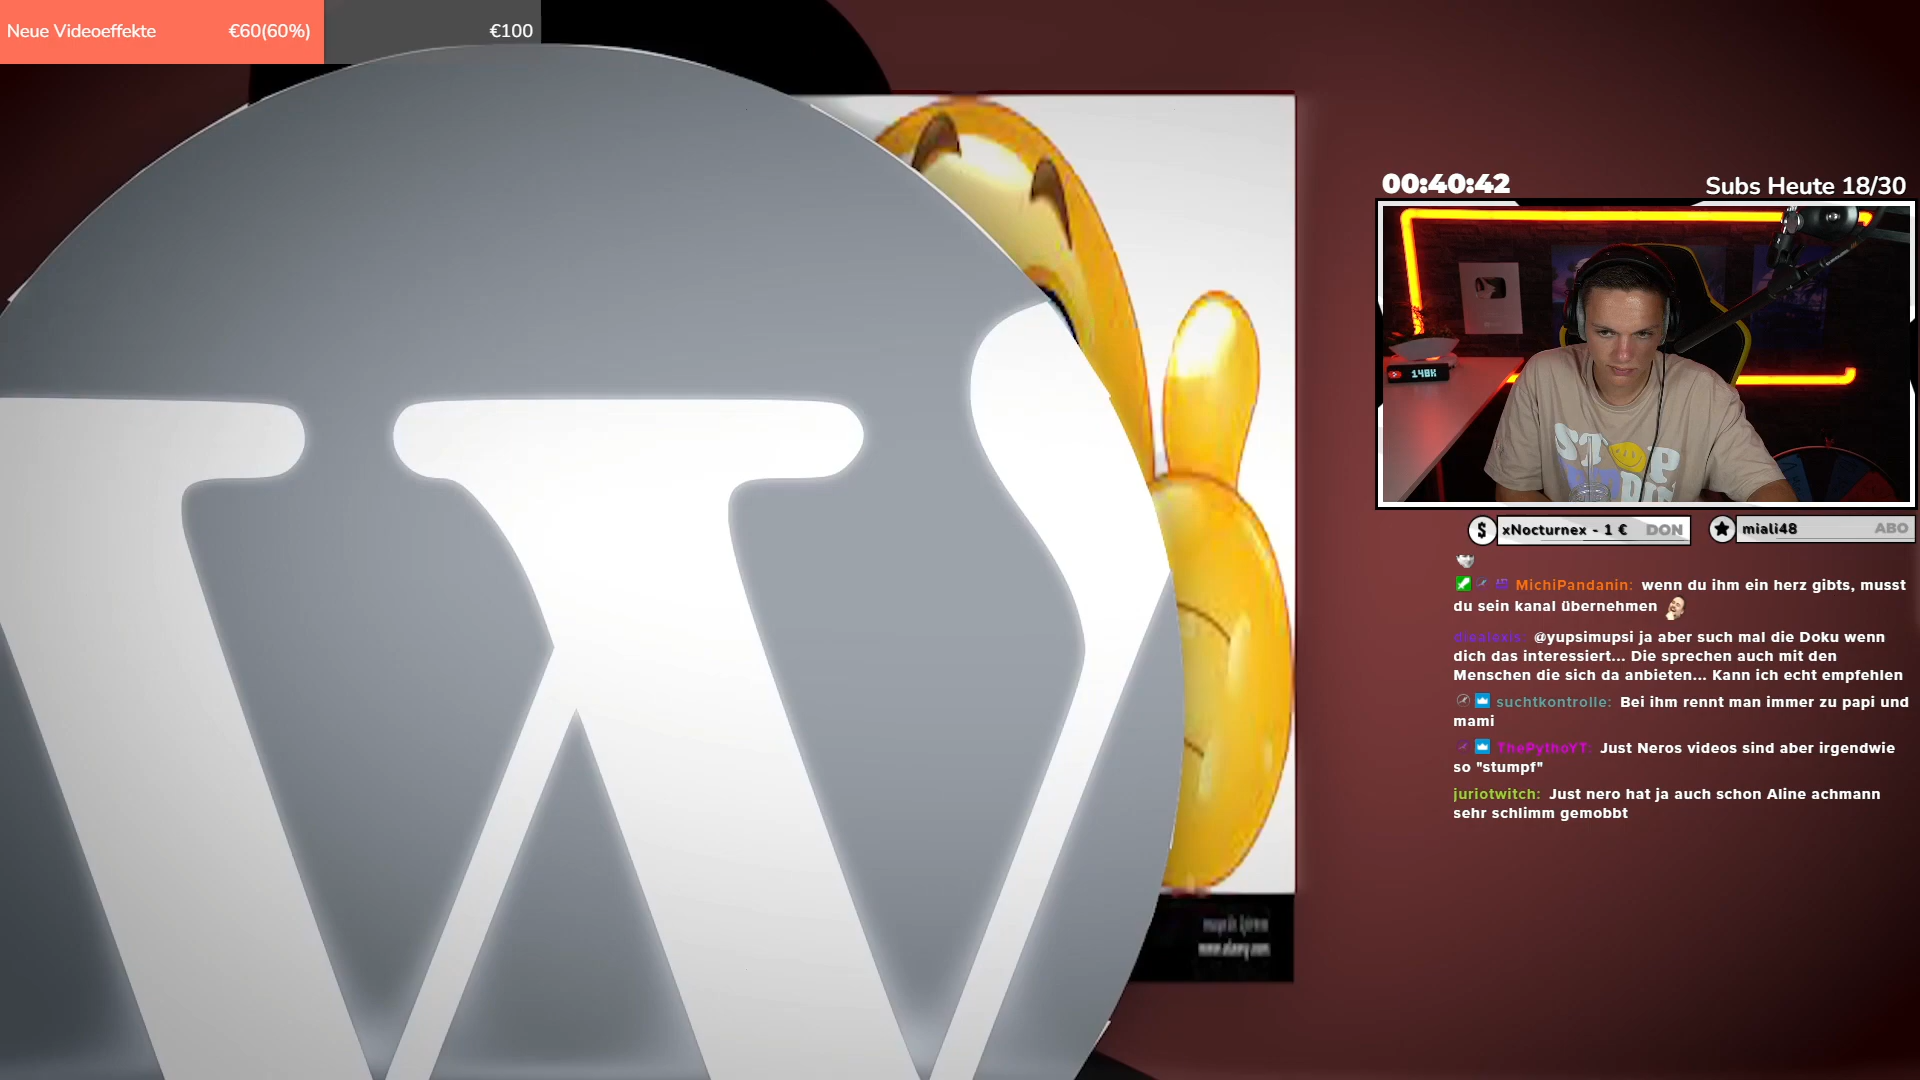 Neue Videoeffekte €60(60%) €100
00:40:42 Subs Heute 18/30
148K
xNocturnex - 1 € DON miali48 ABO
MichiPandanin: wenn du ihm ein herz gibts, musst
du sein kanal übernehmen
diealexis: @yupsimupsi ja aber such mal die Doku wenn
dich das interessiert... Die sprechen auch mit den
Menschen die sich da anbieten... Kann ich echt empfehlen
suchtkontrolle: Bei ihm rennt man immer zu papi und
mami
ThePythoYT: Just Neros videos sind aber irgendwie
so "stumpf"
juriotwitch: Just nero hat ja auch schon Aline achmann
sehr schlimm gemobbt